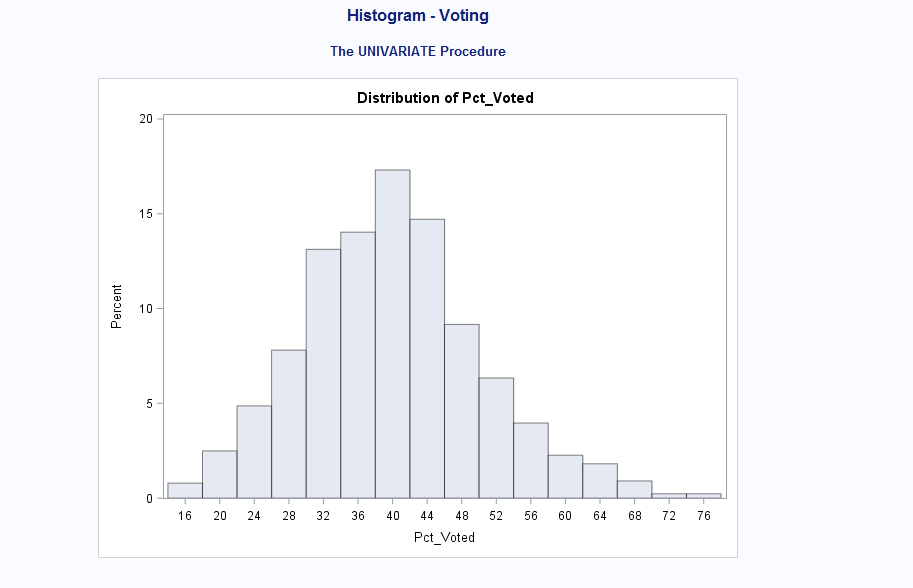 Histogram - Voting
The UNIVARIATE Procedure
Distribution of Pct_Voted
20
15
10
5
0
Percent
16 20 24 28 32 36 40 44 48 52 56 60 64 68 72 76
Pct_Voted